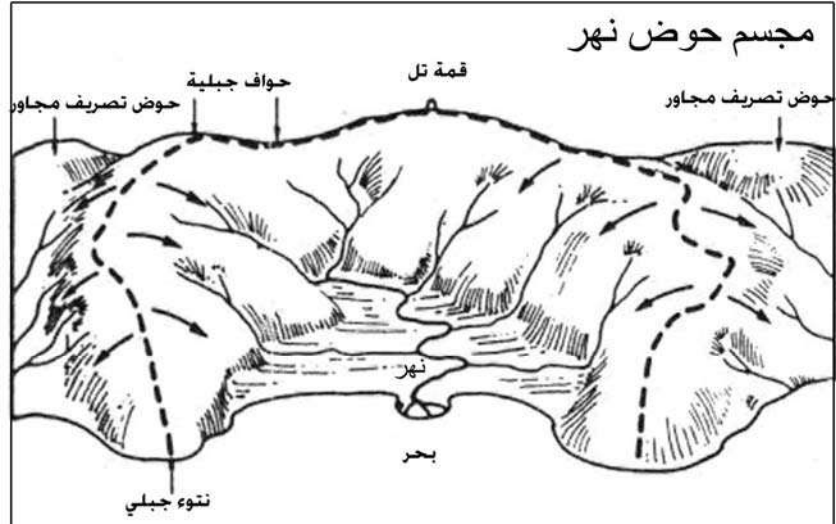 مجسم حوض نهر
قمة تل
حواف جبلية
حوض تصريف مجاور
حوض تصريف مجاور
نهر
بحر
نتوء جبلي